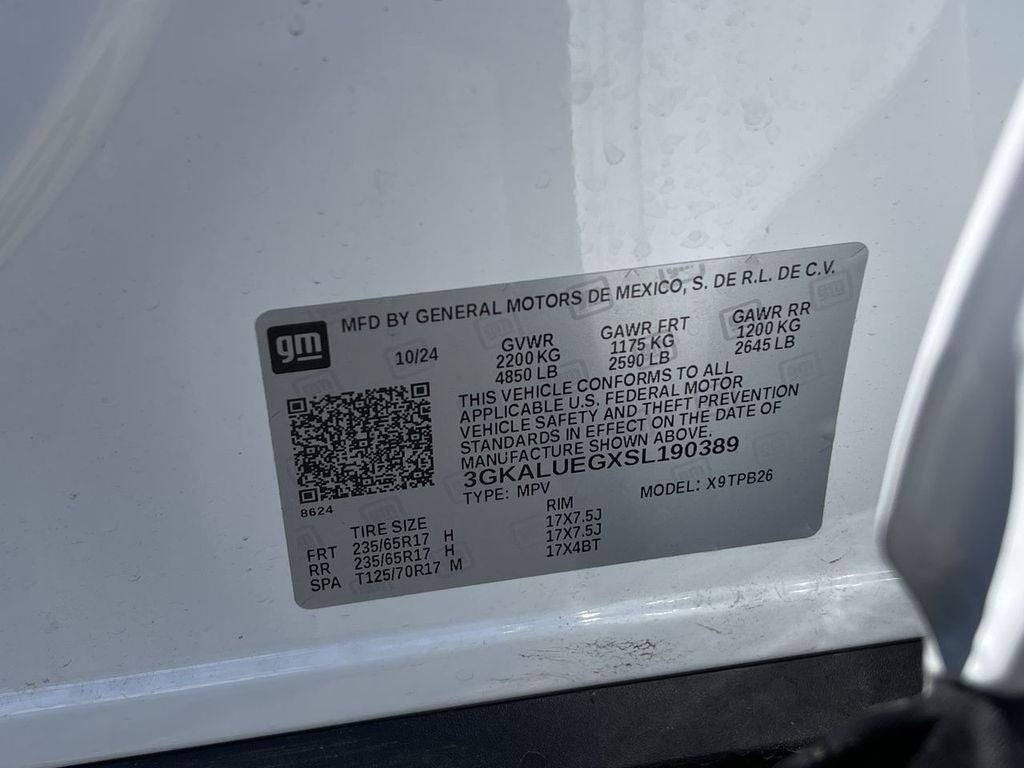 gm
MFD BY GENERAL MOTORS DE MEXICO, S. DE R.L. DE C.V.
10/24 GVWR GAWR FRT GAWR RR
2200 KG 1175 KG 1200 KG
4850 LB 2590 LB 2645 LB
THIS VEHICLE CONFORMS TO ALL
APPLICABLE U.S. FEDERAL MOTOR
VEHICLE SAFETY AND THEFT PREVENTION
STANDARDS IN EFFECT ON THE DATE OF
MANUFACTURE SHOWN ABOVE.
3GKALUEGXSL190389
TYPE: MPV MODEL: X9TPB26
8624
TIRE SIZE RIM
FRT 235/65R17 H 17X7.5J
RR 235/65R17 H 17X7.5J
SPA T125/70R17 M 17X4BT